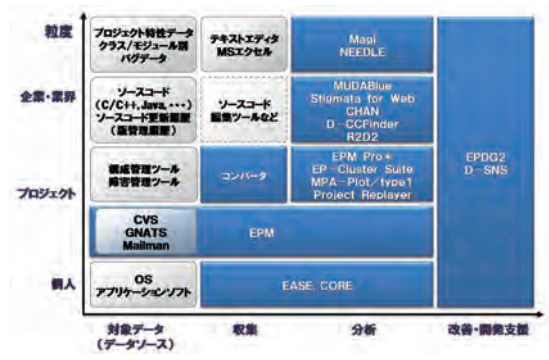 粒度
企業・業界
プロジェクト
個人
プロジェクト特性データ
クラス/モジュール別
バグデータ
テキストエディタ
MSエクセル
Magi
NEEDLE
ソースコード
(C/C++, Java, ・・・)
ソースコード更新履歴
(版管理履歴)
ソースコード
編集ツールなど
MUDABlue
Stigmata for Web
CHAN
D-CCFinder
R2D2
構成管理ツール
障害管理ツール
コンバータ
EPM Pro*
EP-Cluster Suite
MPA-Plot/type1
Project Replayer
EPDG2
D-SNS
CVS
GNATS
Mailman
EPM
OS
アプリケーションソフト
EASE CORE
対象データ
(データソース)
収集
分析
改善・開発支援